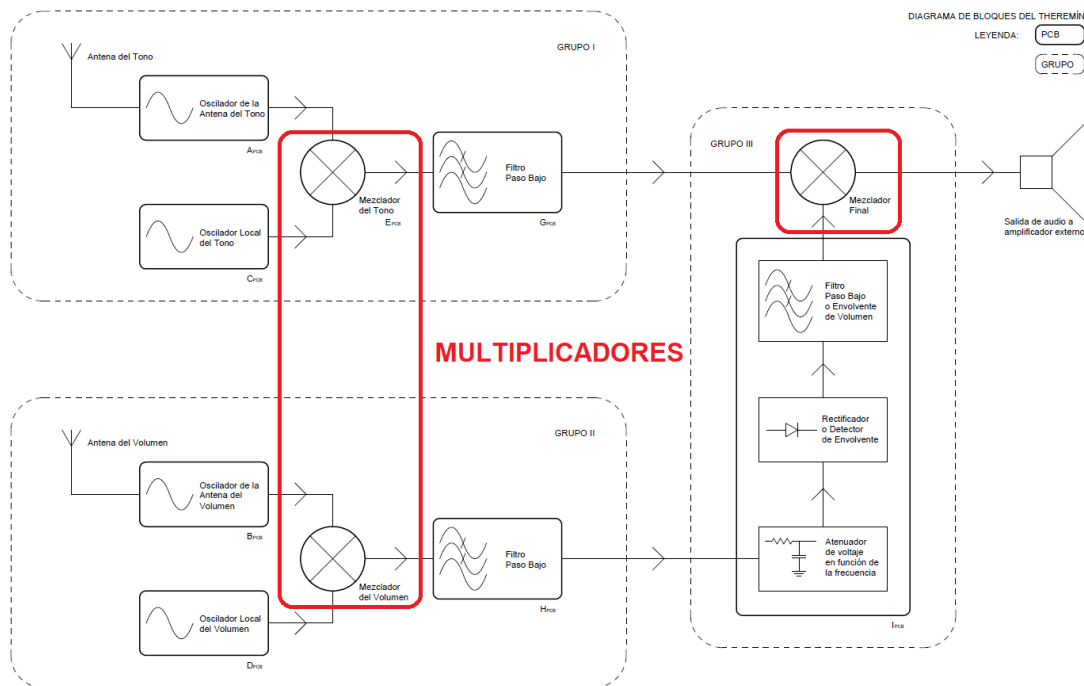 DIAGRAMA DE BLOQUES DEL THEREMÍN
LEYENDA:
PCB
GRUPO
GRUPO I
Antena del Tono
Oscilador de la
Antena del Tono
APCB
Mezclador
del Tono
EPCB
Filtro
Paso Bajo
GPCB
Oscilador Local
del Tono
CPCB
GRUPO III
Mezclador
Final
Salida de audio a
amplificador externo
Filtro
Paso Bajo
o Envolvente
de Volumen
MULTIPLICADORES
Rectificador
o Detector
de Envolvente
Atenuador
de voltaje
en función de
la frecuencia
IPCB
GRUPO II
Antena del Volumen
Oscilador de la
Antena del
Volumen
BPCB
Mezclador
del Volumen
Filtro
Paso Bajo
HPCB
Oscilador Local
del Volumen
DPCB